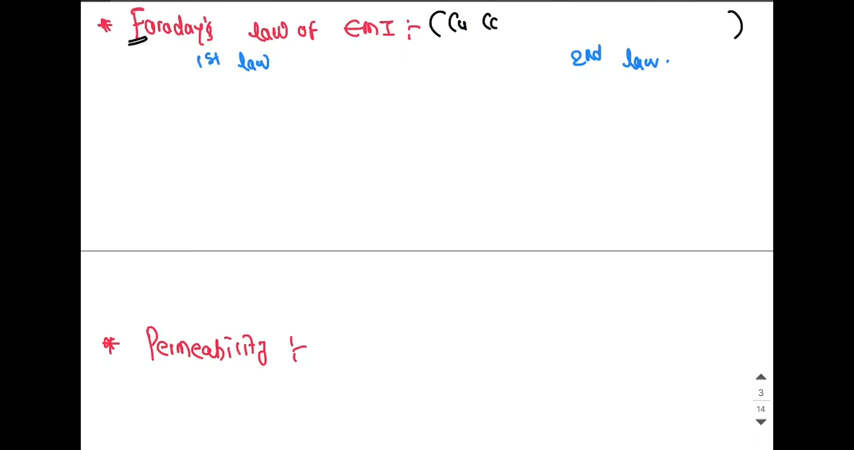 * Faraday's law of EMI :- (Cu CC )
1st law 2nd law.
* Permeability :-
3
14